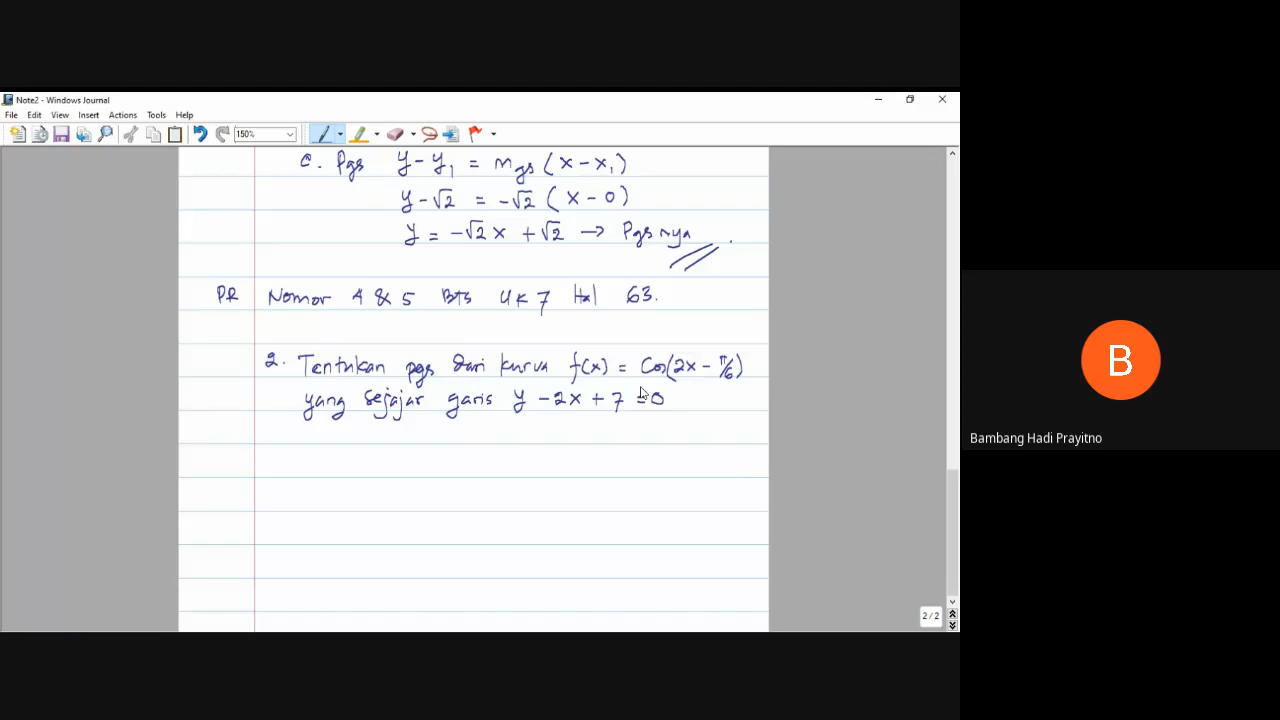 Note2 - Windows Journal
File Edit View Insert Actions Tools Help
150%
c. Pgs y - y₁ = m_gs (x - x₁)
y - √2 = -√2 (x - 0)
y = -√2 x + √2 → Pgs nya
PR Nomor 4 & 5 Bts UK 7 Hal 63.
2. Tentukan pgs dari kurva f(x) = Cos(2x - π/6)
yang sejajar garis y - 2x + 7 = 0
2 / 2
B
Bambang Hadi Prayitno